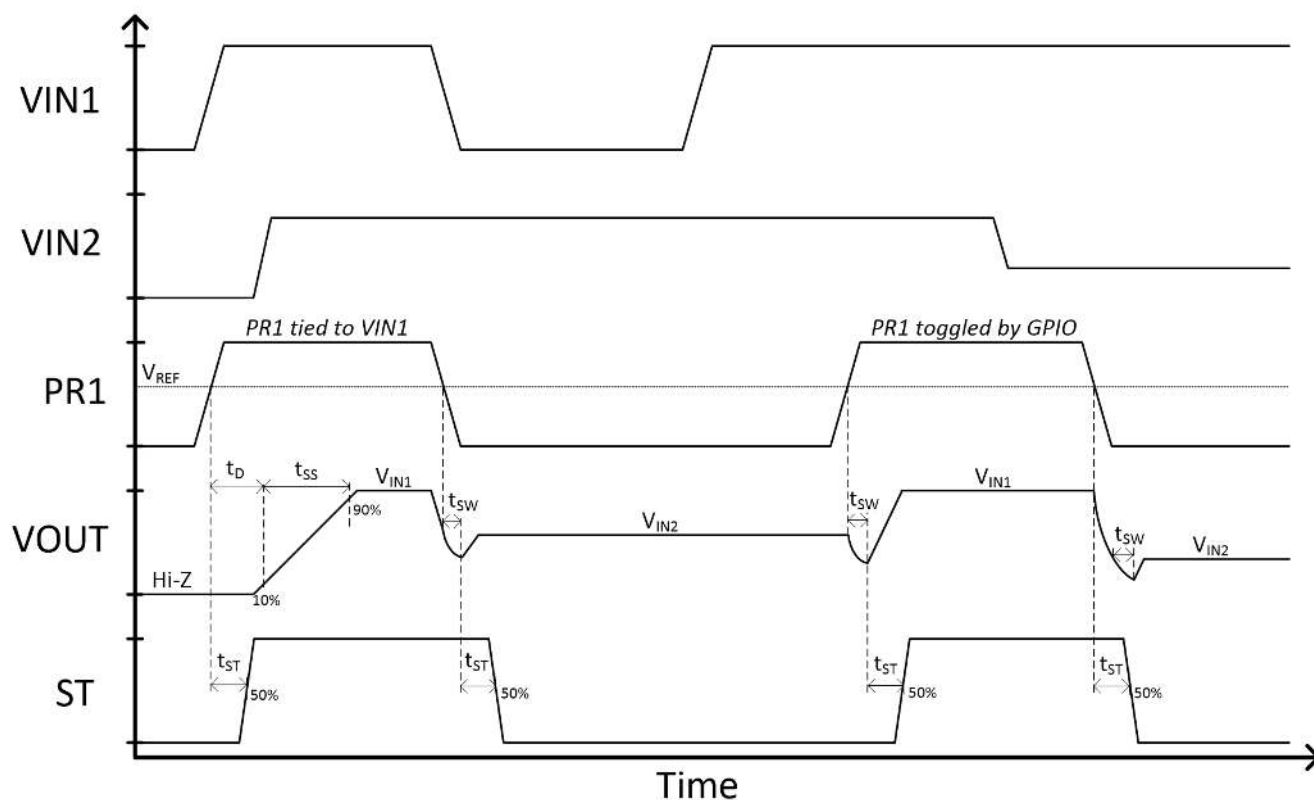 VIN1
VIN2
PR1 tied to VIN1
PR1 toggled by GPIO
VREF
PR1
tD
tSS
VIN1
VIN1
90%
tSW
tSW
VIN2
tSW
VIN2
VOUT
Hi-Z
10%
tST
tST
tST
tST
50%
50%
50%
50%
ST
Time